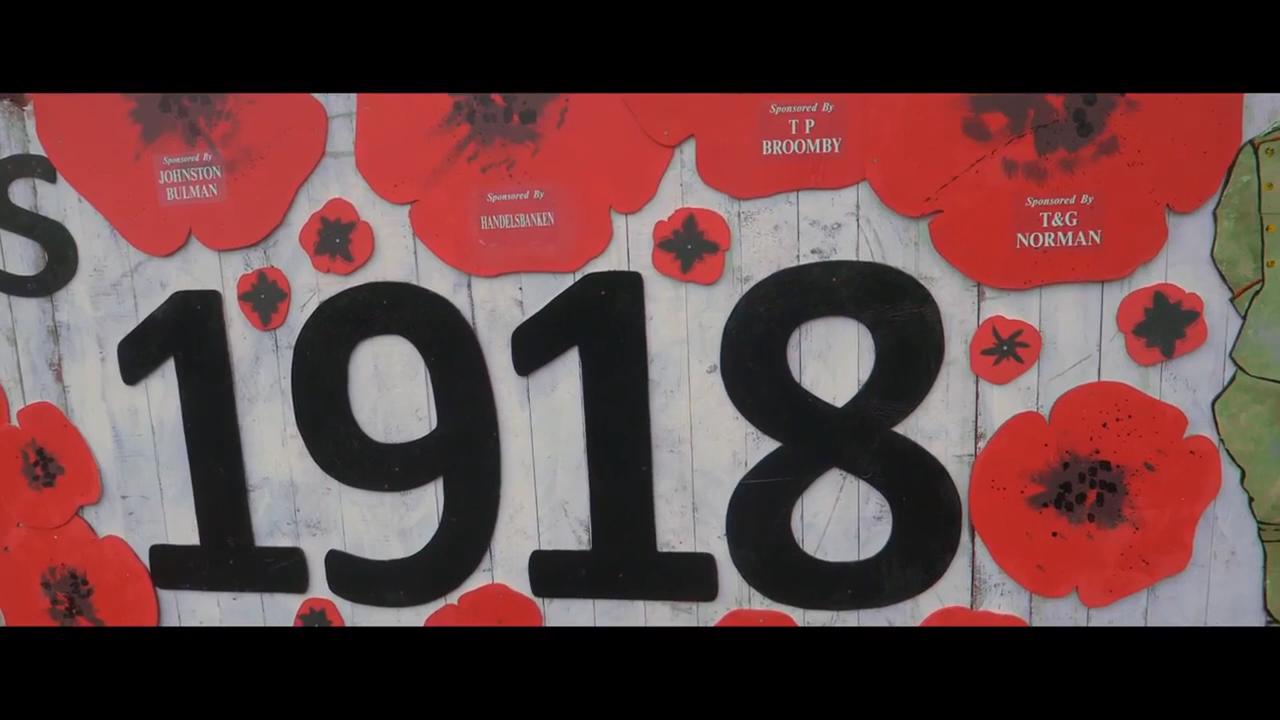 Sponsored By
JOHNSTON
BULMAN
Sponsored By
HANDELSBANKEN
Sponsored By
T P
BROOMBY
Sponsored By
T&G
NORMAN
S
1918